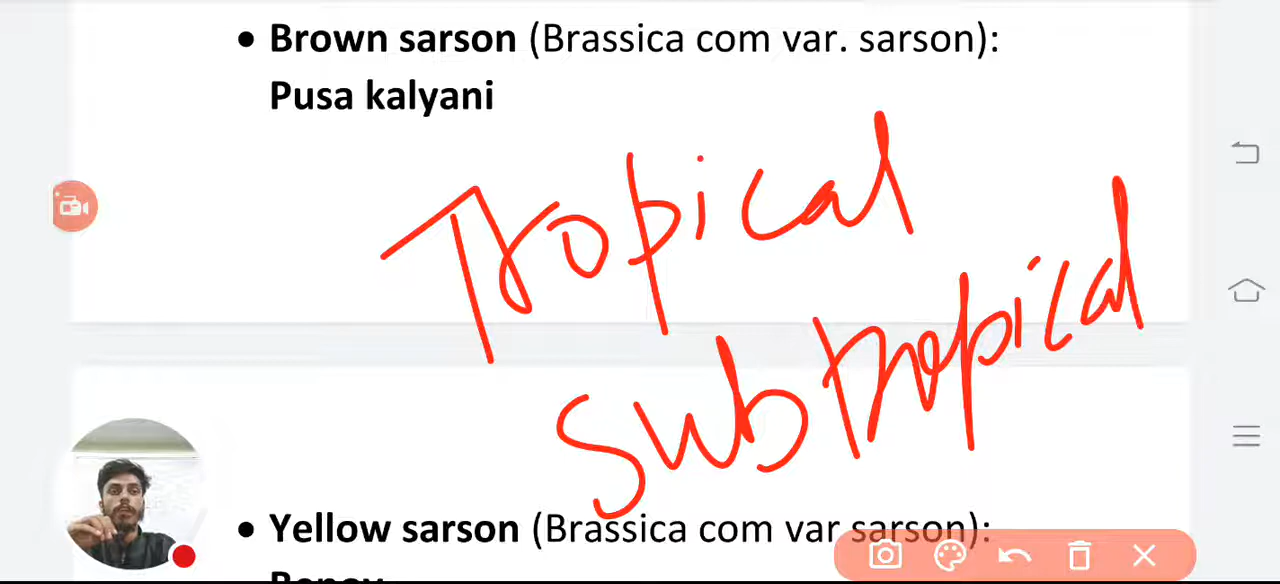 • Brown sarson (Brassica com var. sarson):
Pusa kalyani
Tropical
Subtropical
• Yellow sarson (Brassica com var sarson):